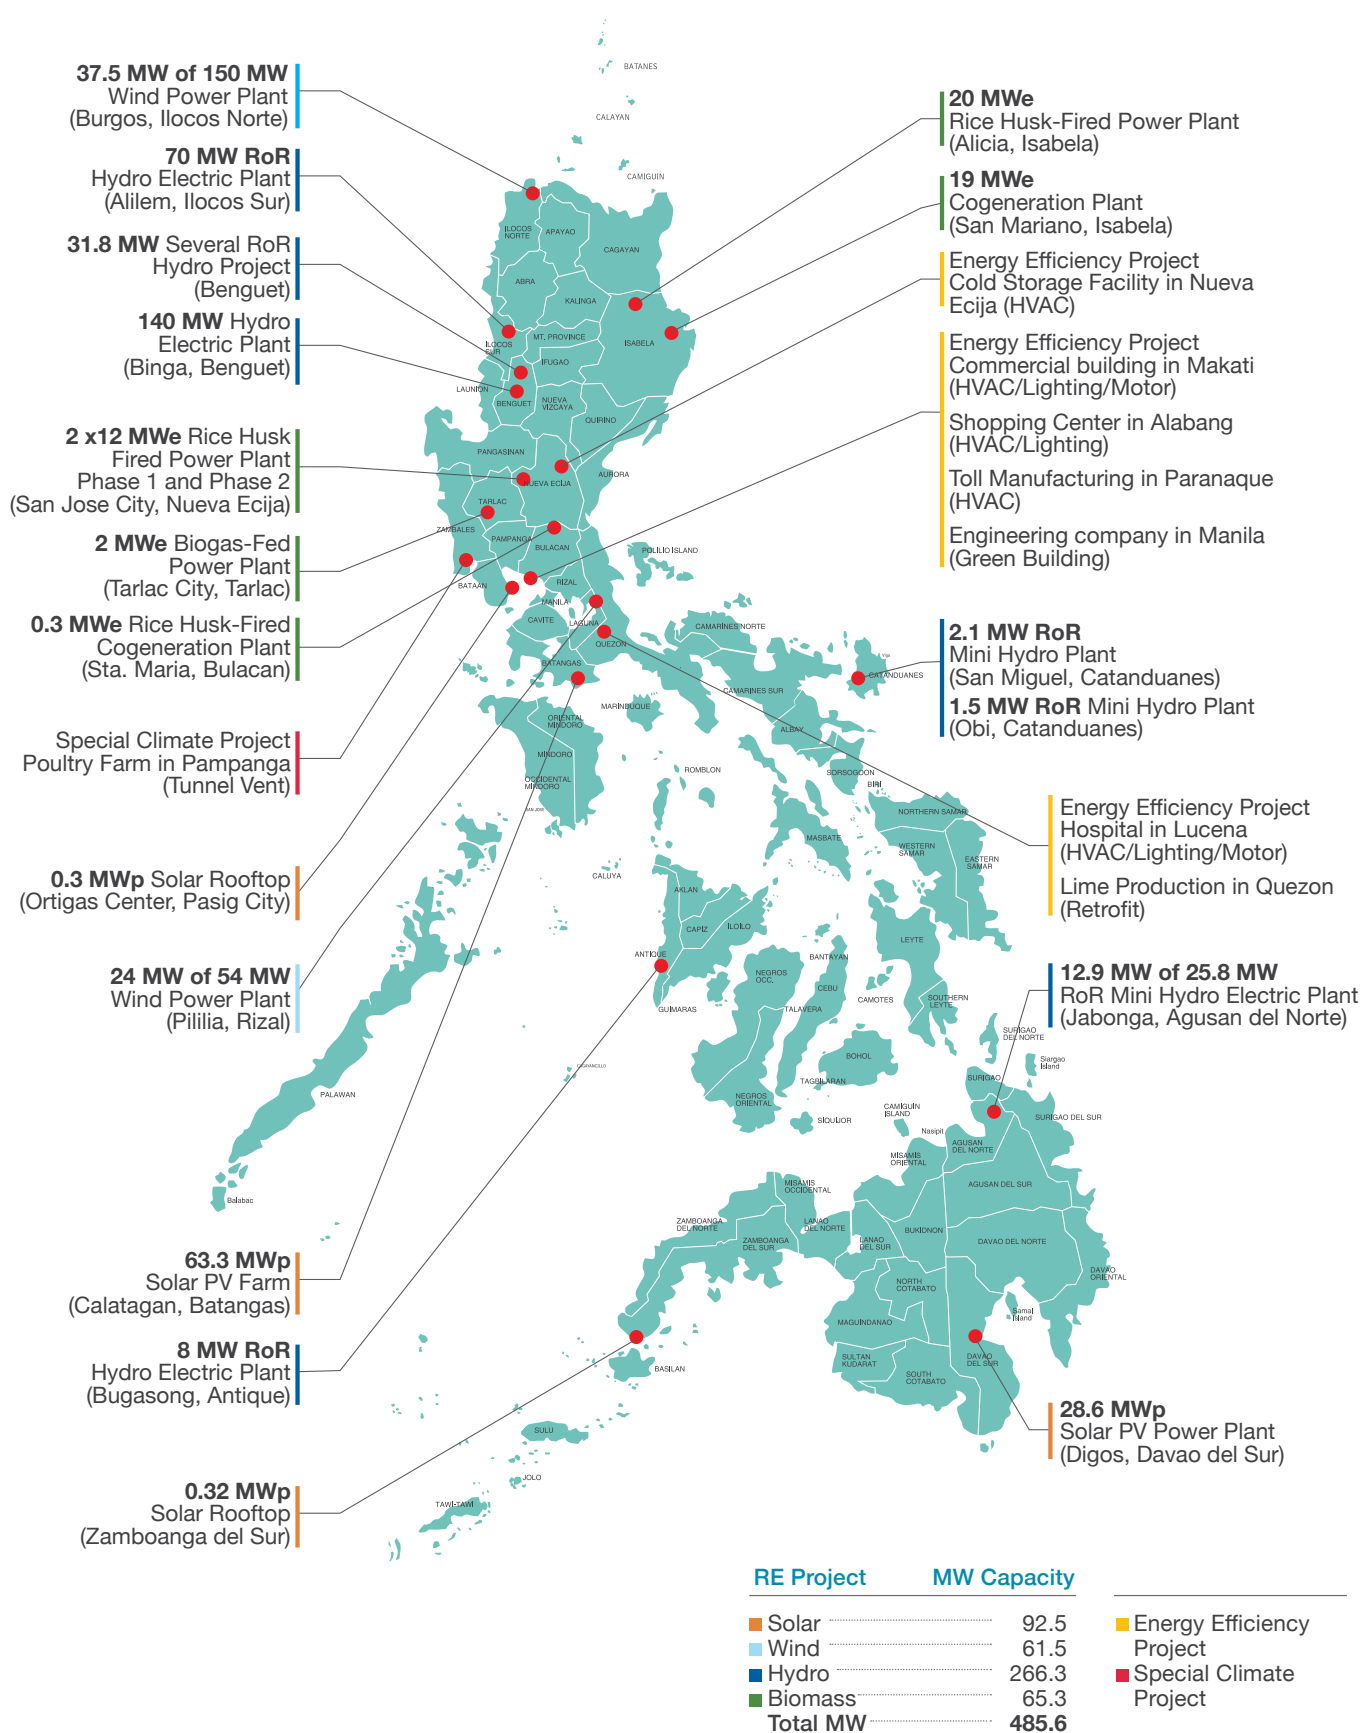 37.5 MW of 150 MW
Wind Power Plant
(Burgos, Ilocos Norte)
70 MW RoR
Hydro Electric Plant
(Alilem, Ilocos Sur)
31.8 MW Several RoR
Hydro Project
(Benguet)
140 MW Hydro
Electric Plant
(Binga, Benguet)
2 x12 MWe Rice Husk
Fired Power Plant
Phase 1 and Phase 2
(San Jose City, Nueva Ecija)
2 MWe Biogas-Fed
Power Plant
(Tarlac City, Tarlac)
0.3 MWe Rice Husk-Fired
Cogeneration Plant
(Sta. Maria, Bulacan)
Special Climate Project
Poultry Farm in Pampanga
(Tunnel Vent)
0.3 MWp Solar Rooftop
(Ortigas Center, Pasig City)
24 MW of 54 MW
Wind Power Plant
(Pililia, Rizal)
63.3 MWp
Solar PV Farm
(Calatagan, Batangas)
8 MW RoR
Hydro Electric Plant
(Bugasong, Antique)
0.32 MWp
Solar Rooftop
(Zamboanga del Sur)
BATANES
CALAYAN
CAMIGUIN
ILOCOS
NORTE
APAYAO
CAGAYAN
ABRA
KALINGA
ILOCOS
SUR
MT. PROVINCE
ISABELA
IFUGAO
LAUNION
BENGUET
NUEVA
VIZCAYA
QUIRINO
PANGASINAN
AURORA
NUEVA ECIJA
TARLAC
ZAMBALES
PAMPANGA
BULACAN
POLILIO ISLAND
BATAAN
RIZAL
MANILA
CAVITE
LAGUNA
QUEZON
BATANGAS
CAMARINES NORTE
Viga
CATANDUANES
CAMARINES SUR
MARINBUQUE
ORIENTAL
MINDORO
ALBAY
MINDORO
OCCIDENTAL
MINDORO
SAN JOSE
ROMBLON
SORSOGOON
BIRI
NORTHERN SAMAR
MASBATE
WESTERN
SAMAR
EASTERN
SAMAR
CALUYA
AKLAN
CAPIZ
ILOILO
ANTIQUE
LEYTE
BANTAYAN
NEGROS
OCC.
CEBU
CAMOTES
SOUTHERN
LEYTE
GUIMARAS
TALAVERA
SURIGAO
DEL NORTE
BOHOL
Siargao
Island
CAGAYANCILLO
TAGBILARAN
SURIGAO
PALAWAN
NEGROS
ORIENTAL
CAMIGUIN
ISLAND
SIQUIJOR
SURIGAO DEL SUR
Nasipit
AGUSAN
DEL NORTE
MISAMIS
ORIENTAL
MISAMIS
OCCIDENTAL
AGUSAN DEL SUR
Balabac
ZAMBOANGA
DEL NORTE
LANAO
DEL NORTE
BUKIDNON
ZAMBOANGA
DEL SUR
LANAO
DEL SUR
DAVAO DEL NORTE
DAVAO
ORIENTAL
NORTH
COTABATO
Samal
Island
MAGUINDANAO
SULTAN
KUDARAT
DAVAO
DEL SUR
BASILAN
SOUTH
COTABATO
SULU
JOLO
TAWI-TAWI
20 MWe
Rice Husk-Fired Power Plant
(Alicia, Isabela)
19 MWe
Cogeneration Plant
(San Mariano, Isabela)
Energy Efficiency Project
Cold Storage Facility in Nueva
Ecija (HVAC)
Energy Efficiency Project
Commercial building in Makati
(HVAC/Lighting/Motor)
Shopping Center in Alabang
(HVAC/Lighting)
Toll Manufacturing in Paranaque
(HVAC)
Engineering company in Manila
(Green Building)
2.1 MW RoR
Mini Hydro Plant
(San Miguel, Catanduanes)
1.5 MW RoR Mini Hydro Plant
(Obi, Catanduanes)
Energy Efficiency Project
Hospital in Lucena
(HVAC/Lighting/Motor)
Lime Production in Quezon
(Retrofit)
12.9 MW of 25.8 MW
RoR Mini Hydro Electric Plant
(Jabonga, Agusan del Norte)
28.6 MWp
Solar PV Power Plant
(Digos, Davao del Sur)
RE Project MW Capacity
Solar 92.5
Wind 61.5
Hydro 266.3
Biomass 65.3
Total MW 485.6
Energy Efficiency
Project
Special Climate
Project